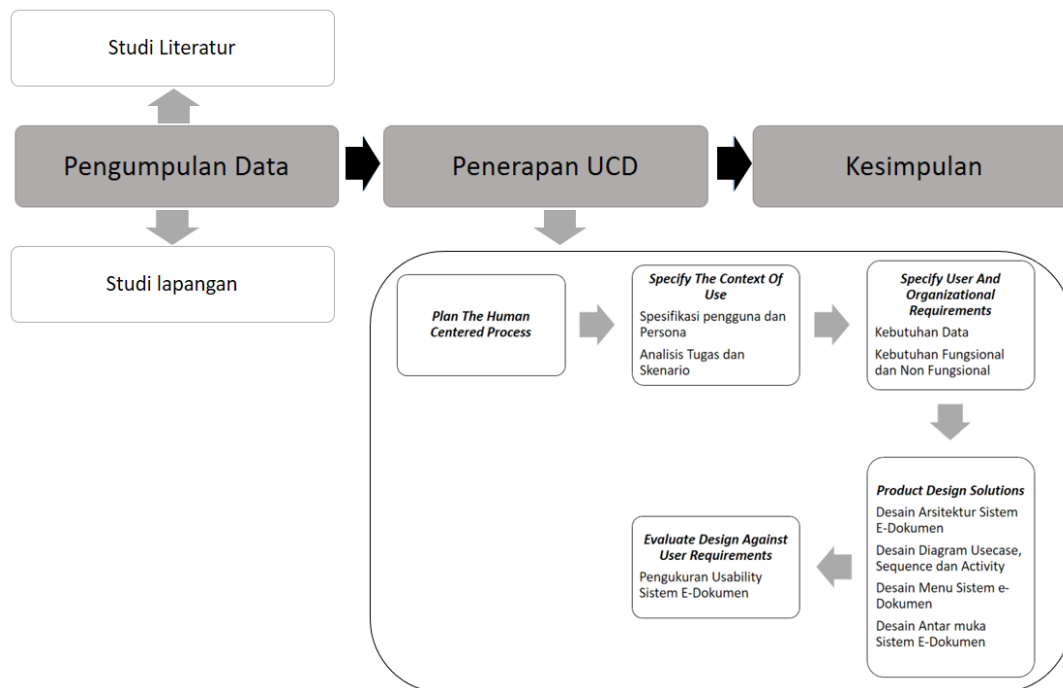 Studi Literatur
Pengumpulan Data
Penerapan UCD
Kesimpulan
Studi lapangan
Plan The Human
Centered Process
Specify The Context Of
Use
Spesifikasi pengguna dan
Persona
Analisis Tugas dan
Skenario
Specify User And
Organizational
Requirements
Kebutuhan Data
Kebutuhan Fungsional
dan Non Fungsional
Product Design Solutions
Desain Arsitektur Sistem
E-Dokumen
Desain Diagram Usecase,
Sequence dan Activity
Desain Menu Sistem e-
Dokumen
Desain Antar muka
Sistem E-Dokumen
Evaluate Design Against
User Requirements
Pengukuran Usability
Sistem E-Dokumen